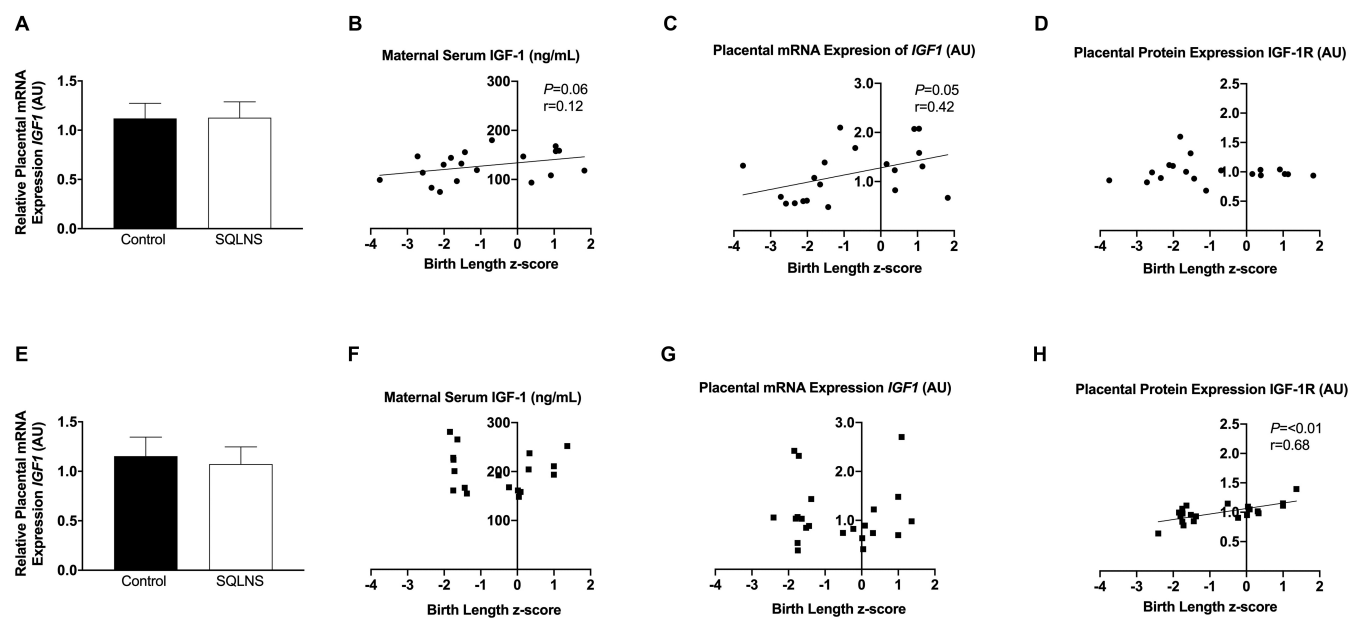 A
Relative Placental mRNA
Expression IGF1 (AU)
1.5
1.0
0.5
0.0
Control
SQLNS
B
Maternal Serum IGF-1 (ng/mL)
300
200
100
P=0.06
r=0.12
-4 -3 -2 -1 0 1 2
Birth Length z-score
C
Placental mRNA Expresion of IGF1 (AU)
3.0
2.0
1.0
P=0.05
r=0.42
-4 -3 -2 -1 0 1 2
Birth Length z-score
D
Placental Protein Expression IGF-1R (AU)
2.5
2.0
1.5
1.0
0.5
-4 -3 -2 -1 0 1 2
Birth Length z-score
E
Relative Placental mRNA
Expression IGF1 (AU)
1.5
1.0
0.5
0.0
Control
SQLNS
F
Maternal Serum IGF-1 (ng/mL)
300
200
100
-4 -3 -2 -1 0 1 2
Birth Length z-score
G
Placental mRNA Expression IGF1 (AU)
3.0
2.0
1.0
-4 -3 -2 -1 0 1 2
Birth Length z-score
H
Placental Protein Expression IGF-1R (AU)
2.5
2.0
1.5
1.0
0.5
P=<0.01
r=0.68
-4 -3 -2 -1 0 1 2
Birth Length z-score